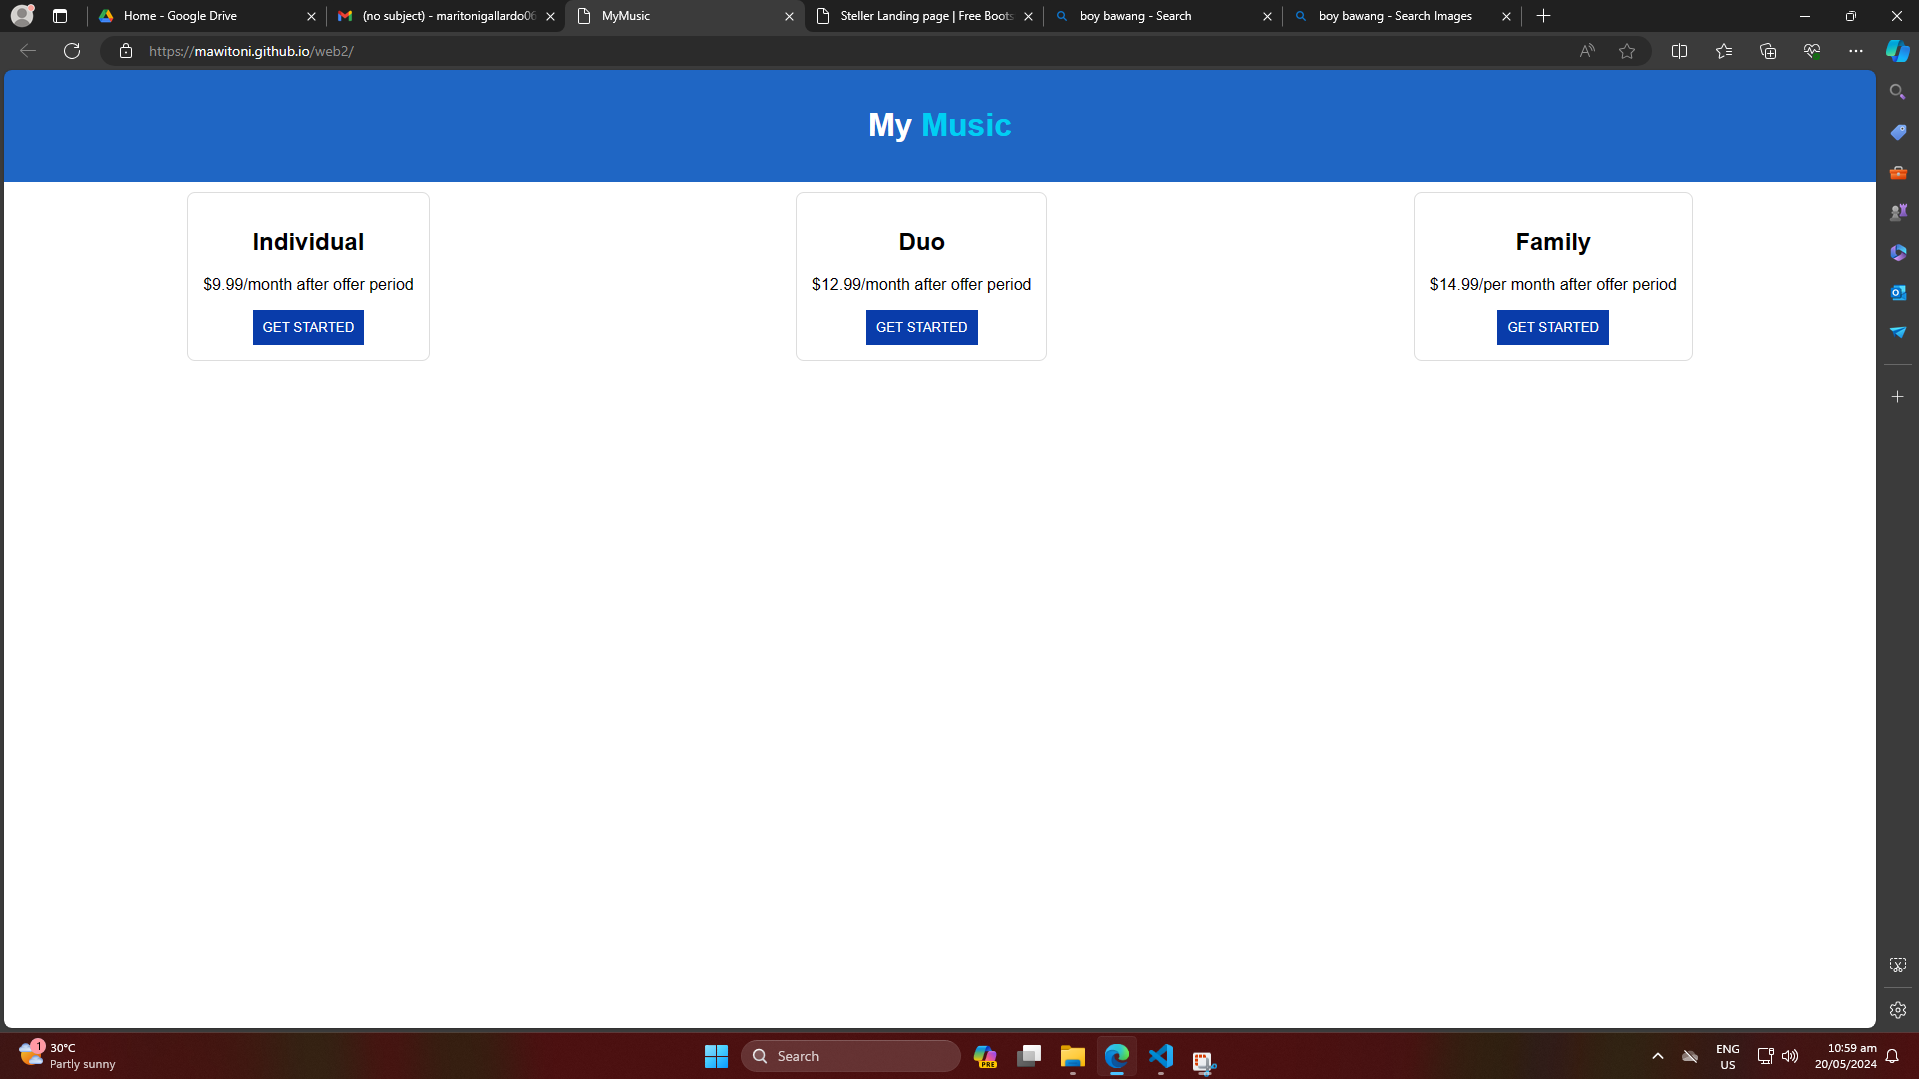 Home - Google Drive
(no subject) - maritonigallardo06
MyMusic
Steller Landing page | Free Boots
boy bawang - Search
boy bawang - Search Images
https://mawitoni.github.io/web2/
My Music
Individual
$9.99/month after offer period
GET STARTED
Duo
$12.99/month after offer period
GET STARTED
Family
$14.99/per month after offer period
GET STARTED
1
30°C
Partly sunny
Search
PRE
ENG
US
10:59 am
20/05/2024